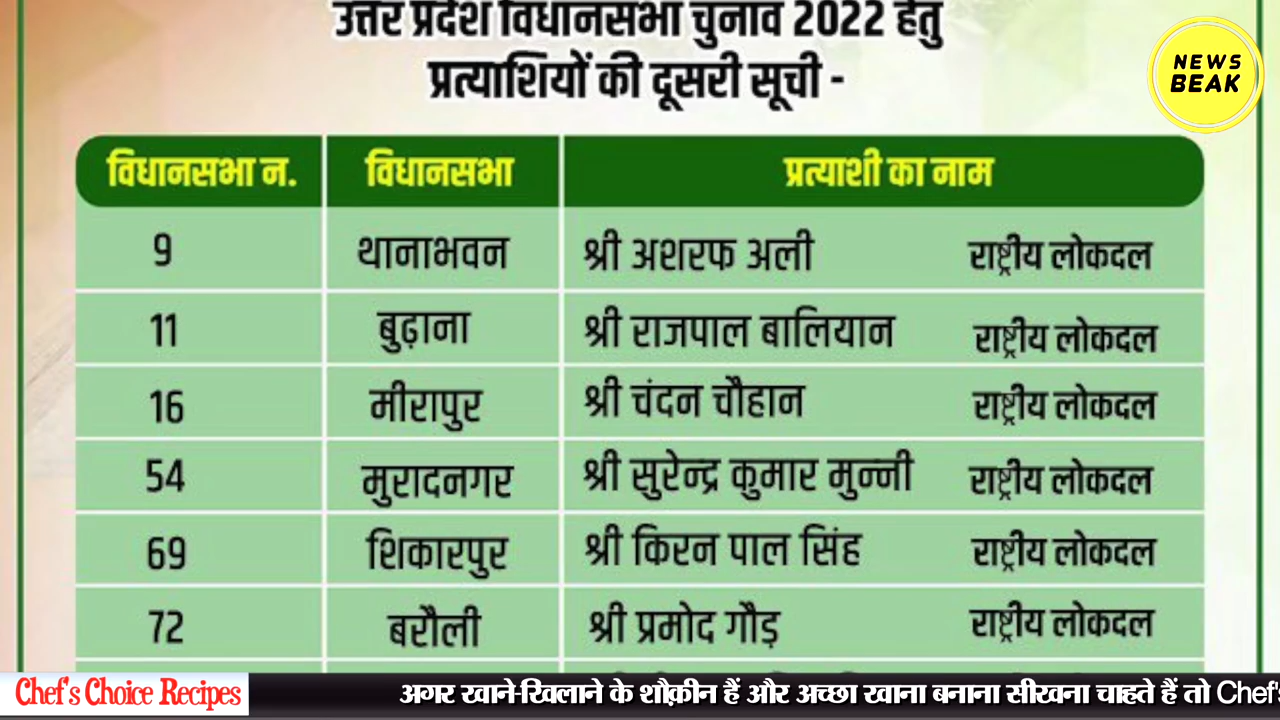 उत्तर प्रदेश विधानसभा चुनाव 2022 हेतु
NEWS
BEAK
प्रत्याशियों की दूसरी सूची -
विधानसभा न. विधानसभा प्रत्याशी का नाम
9 थानाभवन श्री अशरफ अली राष्ट्रीय लोकदल
11 बुढ़ाना श्री राजपाल बालियान राष्ट्रीय लोकदल
16 मीरापुर श्री चंदन चौहान राष्ट्रीय लोकदल
54 मुरादनगर श्री सुरेन्द्र कुमार मुन्नी राष्ट्रीय लोकदल
69 शिकारपुर श्री किरन पाल सिंह राष्ट्रीय लोकदल
72 बरौली श्री प्रमोद गौड़ राष्ट्रीय लोकदल
Chef's Choice Recipes अगर खाने-खिलाने के शौक़ीन हैं और अच्छा खाना बनाना सीखना चाहते हैं तो Chef's